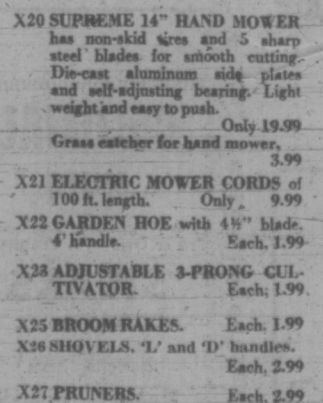 X20 SUPREME 14" HAND MOWER
has non-skid tires and 5 sharp
steel blades for smooth cutting.
Die-cast aluminum side plates
and self-adjusting bearing. Light
weight and easy to push.
Only 19.99
Grass catcher for hand mower,
3.99
X21 ELECTRIC MOWER CORDS of
100 ft. length. Only, 9.99
X22 GARDEN HOE with 4½" blade.
4' handle. Each, 1.99
X23 ADJUSTABLE 3-PRONG CUL-
TIVATOR. Each, 1.99
X25 BROOM RAKES. Each, 1.99
X26 SHOVELS, 'L' and 'D' handles.
Each, 2.99
X27 PRUNERS. Each, 2.99